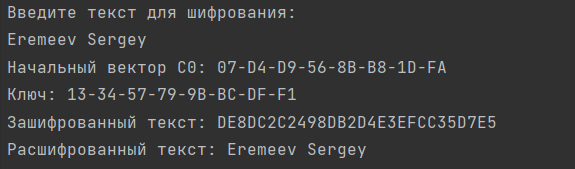 Введите текст для шифрования:
Eremeev Sergey
Начальный вектор C0: 07-D4-D9-56-8B-B8-1D-FA
Ключ: 13-34-57-79-9B-BC-DF-F1
Зашифрованный текст: DE8DC2C2498DB2D4E3EFCC35D7E5
Расшифрованный текст: Eremeev Sergey